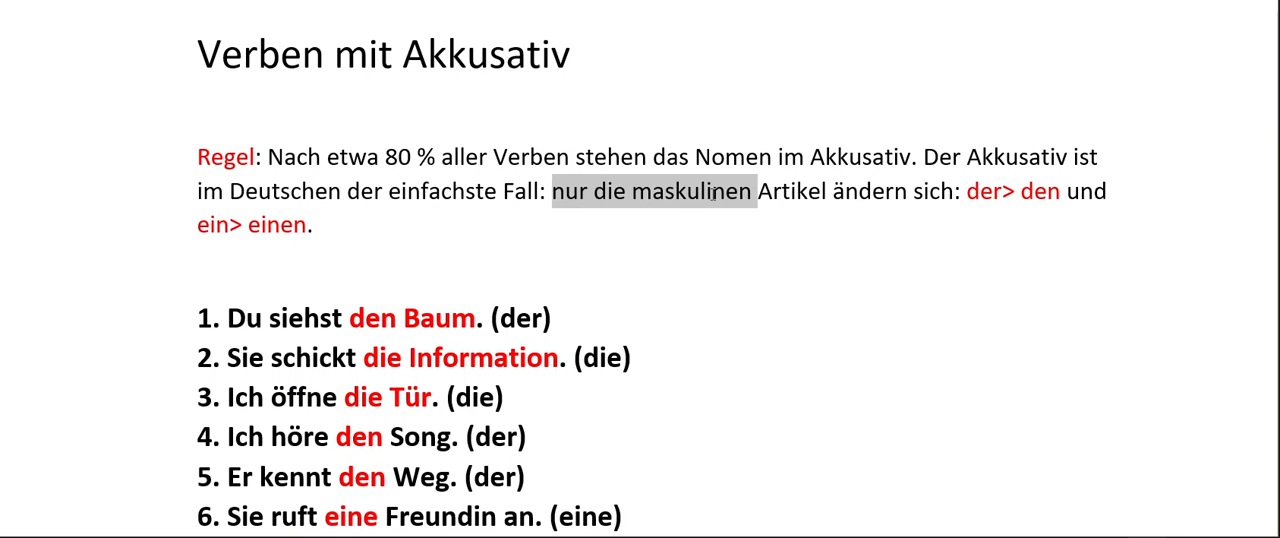 Verben mit Akkusativ
Regel: Nach etwa 80 % aller Verben stehen das Nomen im Akkusativ. Der Akkusativ ist
im Deutschen der einfachste Fall: nur die maskulinen Artikel ändern sich: der> den und
ein> einen.
1. Du siehst den Baum. (der)
2. Sie schickt die Information. (die)
3. Ich öffne die Tür. (die)
4. Ich höre den Song. (der)
5. Er kennt den Weg. (der)
6. Sie ruft eine Freundin an. (eine)